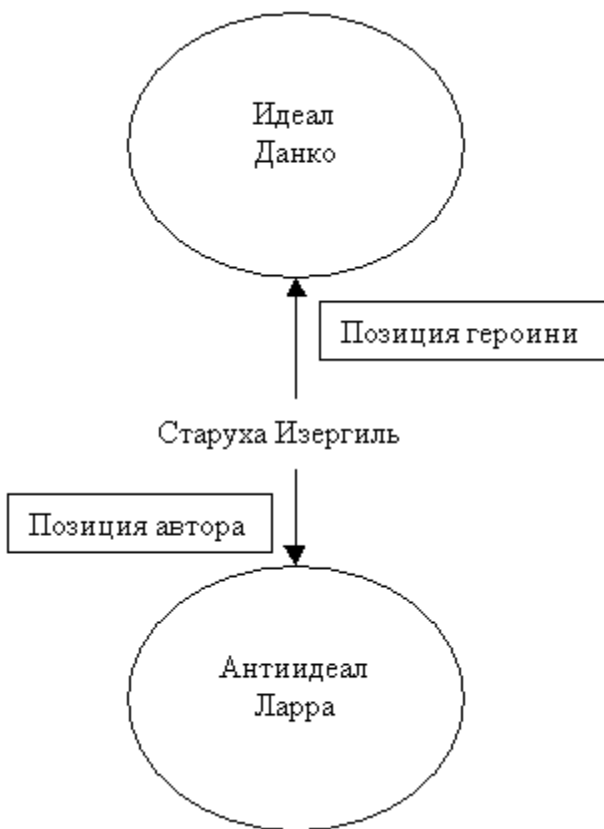 Идеал
Данко
Позиция героини
Старуха Изергиль
Позиция автора
Антиидеал
Ларра